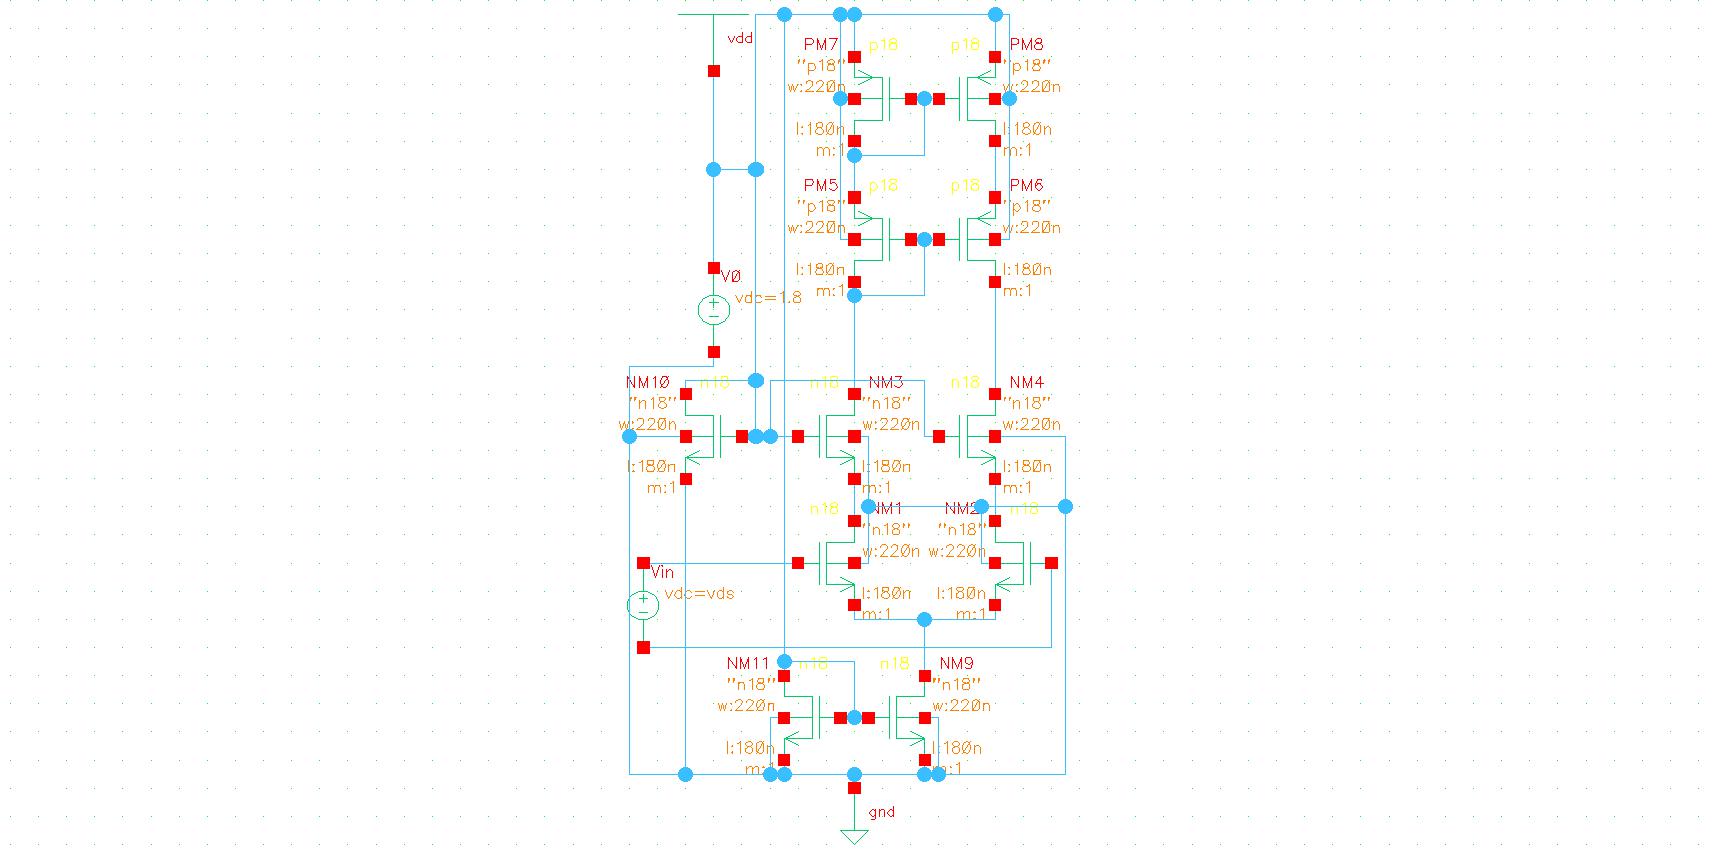 vdd
PM7 p18 p18 PM8
"p18" "p18"
w:220n w:220n
l:180n l:180n
m:1 m:1
PM5 p18 p18 PM6
"p18" "p18"
w:220n w:220n
l:180n l:180n
m:1 m:1
V0
vdc=1.8
NM10 n18 n18 NM3 n18 NM4
"n18" "n18" "n18"
w:220n w:220n w:220n
l:180n l:180n l:180n
m:1 m:1 m:1
n18 NM1 NM2 n18
"n18" "n18"
w:220n w:220n
Vin
vdc=vds l:180n l:180n
m:1 m:1
NM11 n18 n18 NM9
"n18" "n18"
w:220n w:220n
l:180n l:180n
m:1 m:1
gnd